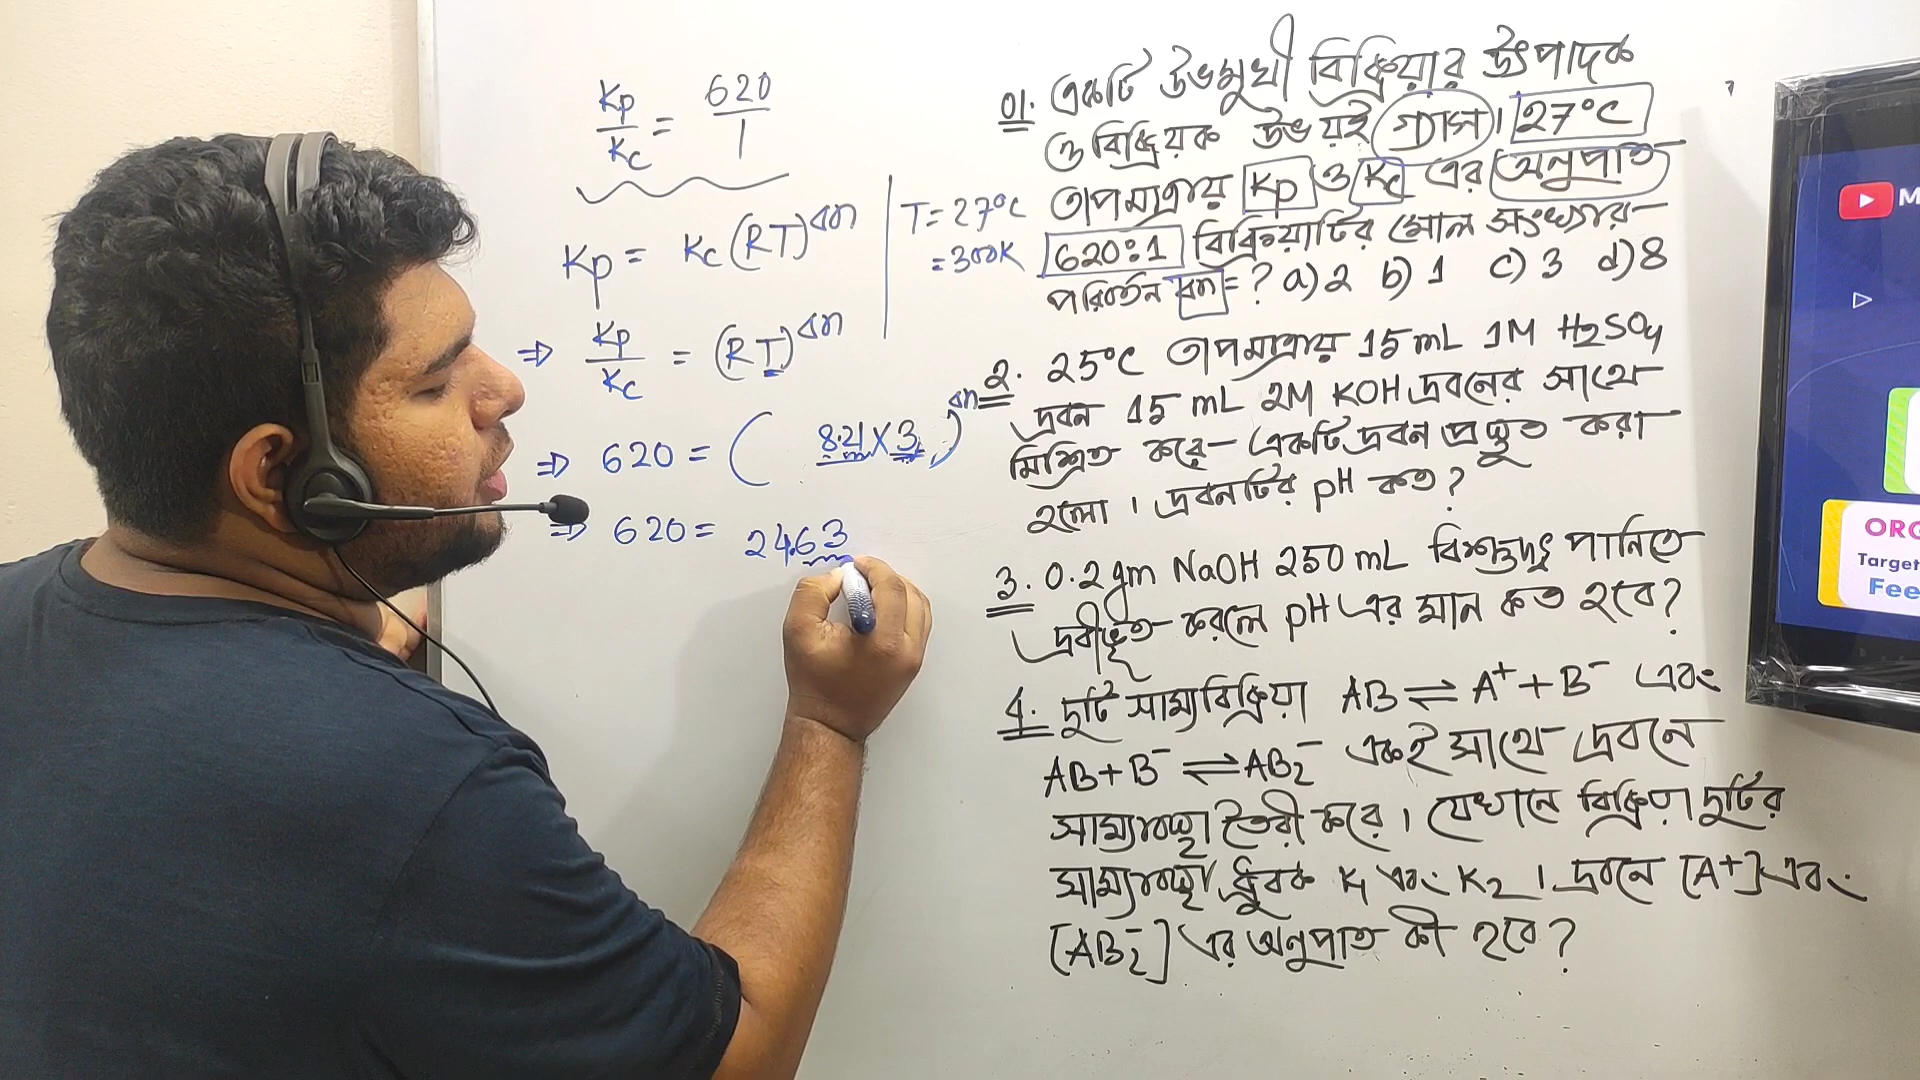 Kp/Kc = 620/1
Kp = Kc (RT)^Δn
T = 27°C
= 300K
⇒ Kp/Kc = (RT)^Δn
⇒ 620 = ( 8.21 × 3 )^Δn
⇒ 620 = 24.63
01. একটি উভমুখী বিক্রিয়ার উৎপাদক
ও বিক্রিয়ক উভয়ই গ্যাস। 27°C
তাপমাত্রায় Kp ও Kc এর অনুপাত
620:1 বিক্রিয়াটির মোল সংখ্যার
পরিবর্তন Δn = ? a) 2 b) 1 c) 3 d) 8
2. 25°C তাপমাত্রায় 15 mL 1M H2SO4
দ্রবন 15 mL 2M KOH দ্রবনের সাথে
মিশ্রিত করে একটি দ্রবন প্রস্তুত করা
হলো। দ্রবনটির pH কত?
3. 0.2gm NaOH 250 mL বিশুদ্ধ পানিতে
দ্রবীভূত করলে pH এর মান কত হবে?
4. দুটি সাম্যবিক্রিয়া AB ⇌ A⁺ + B⁻ এবং
AB + B⁻ ⇌ AB2⁻ একই সাথে দ্রবনে
সাম্যাবস্থা তৈরী করে। যেখানে বিক্রিয়া দুটির
সাম্যাবস্থা ধ্রুবক K1 এবং K2। দ্রবনে [A⁺] এবং
[AB2⁻] এর অনুপাত কী হবে?
M
ORG
Target
Fee